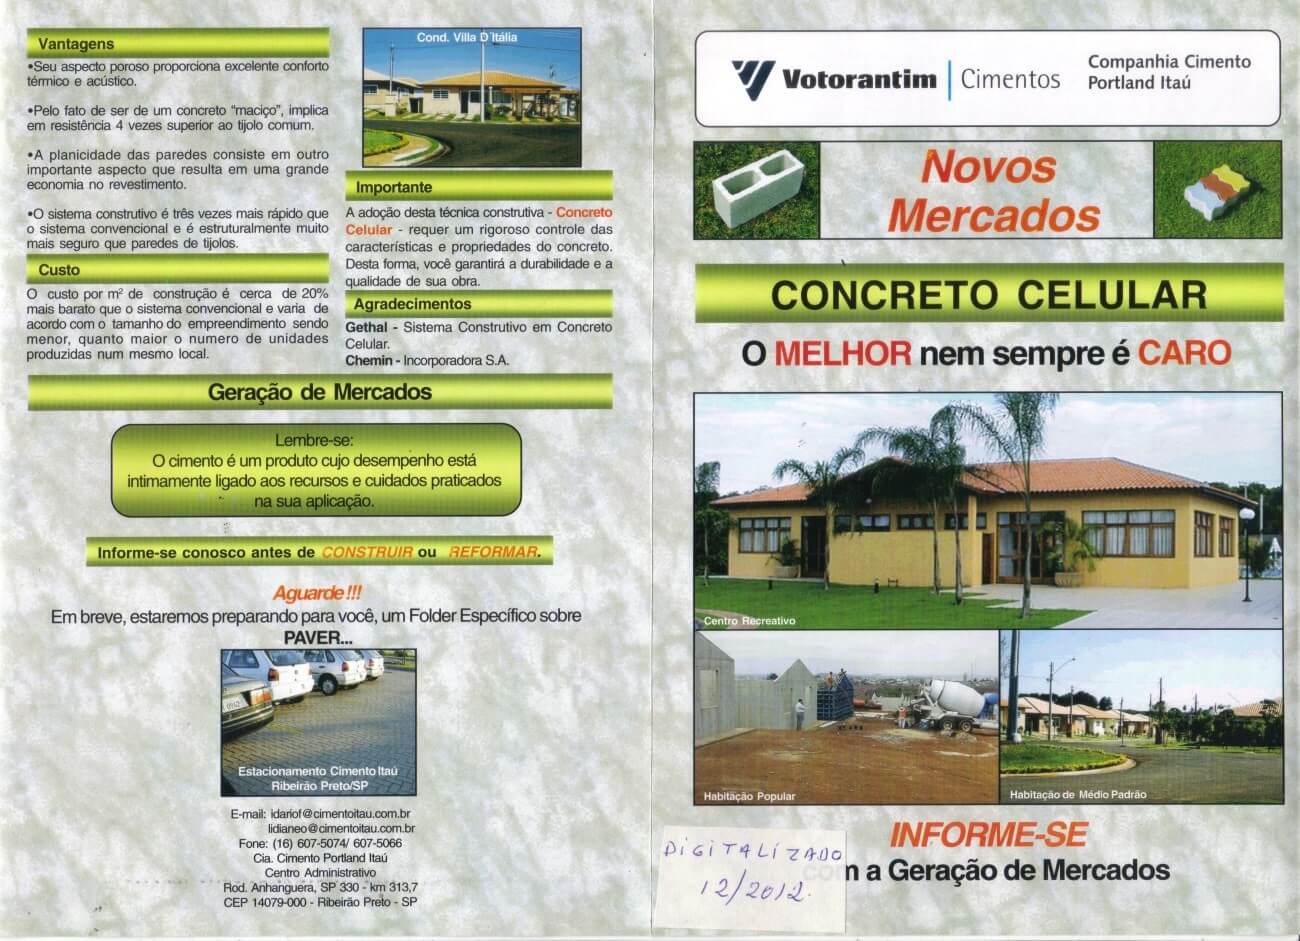 Vantagens
•Seu aspecto poroso proporciona excelente conforto
térmico e acústico.
•Pelo fato de ser de um concreto “maciço”, implica
em resistência 4 vezes superior ao tijolo comum.
•A planicidade das paredes consiste em outro
importante aspecto que resulta em uma grande
economia no revestimento.
•O sistema construtivo é três vezes mais rápido que
o sistema convencional e é estruturalmente muito
mais seguro que paredes de tijolos.
Custo
O custo por m² de construção é cerca de 20%
mais barato que o sistema convencional e varia de
acordo com o tamanho do empreendimento sendo
menor, quanto maior o numero de unidades
produzidas num mesmo local.
Cond. Villa D´Itália
Importante
A adoção desta técnica construtiva - Concreto
Celular - requer um rigoroso controle das
características e propriedades do concreto.
Desta forma, você garantirá a durabilidade e a
qualidade de sua obra.
Agradecimentos
Gethal - Sistema Construtivo em Concreto
Celular.
Chemin - Incorporadora S.A.
Geração de Mercados
Lembre-se:
O cimento é um produto cujo desempenho está
intimamente ligado aos recursos e cuidados praticados
na sua aplicação.
Informe-se conosco antes de CONSTRUIR ou REFORMAR.
Aguarde!!!
Em breve, estaremos preparando para você, um Folder Específico sobre
PAVER...
Estacionamento Cimento Itaú
Ribeirão Preto/SP
E-mail: idariof@cimentoitau.com.br
lidianeo@cimentoitau.com.br
Fone: (16) 607-5074/ 607-5066
Cia. Cimento Portland Itaú
Centro Administrativo
Rod. Anhanguera, SP 330 - km 313,7
CEP 14079-000 - Ribeirão Preto - SP
Votorantim | Cimentos
Companhia Cimento
Portland Itaú
Novos
Mercados
CONCRETO CELULAR
O MELHOR nem sempre é CARO
Centro Recreativo
Habitação Popular
Habitação de Médio Padrão
INFORME-SE
com a Geração de Mercados
DIGITALIZADO
12/2012.